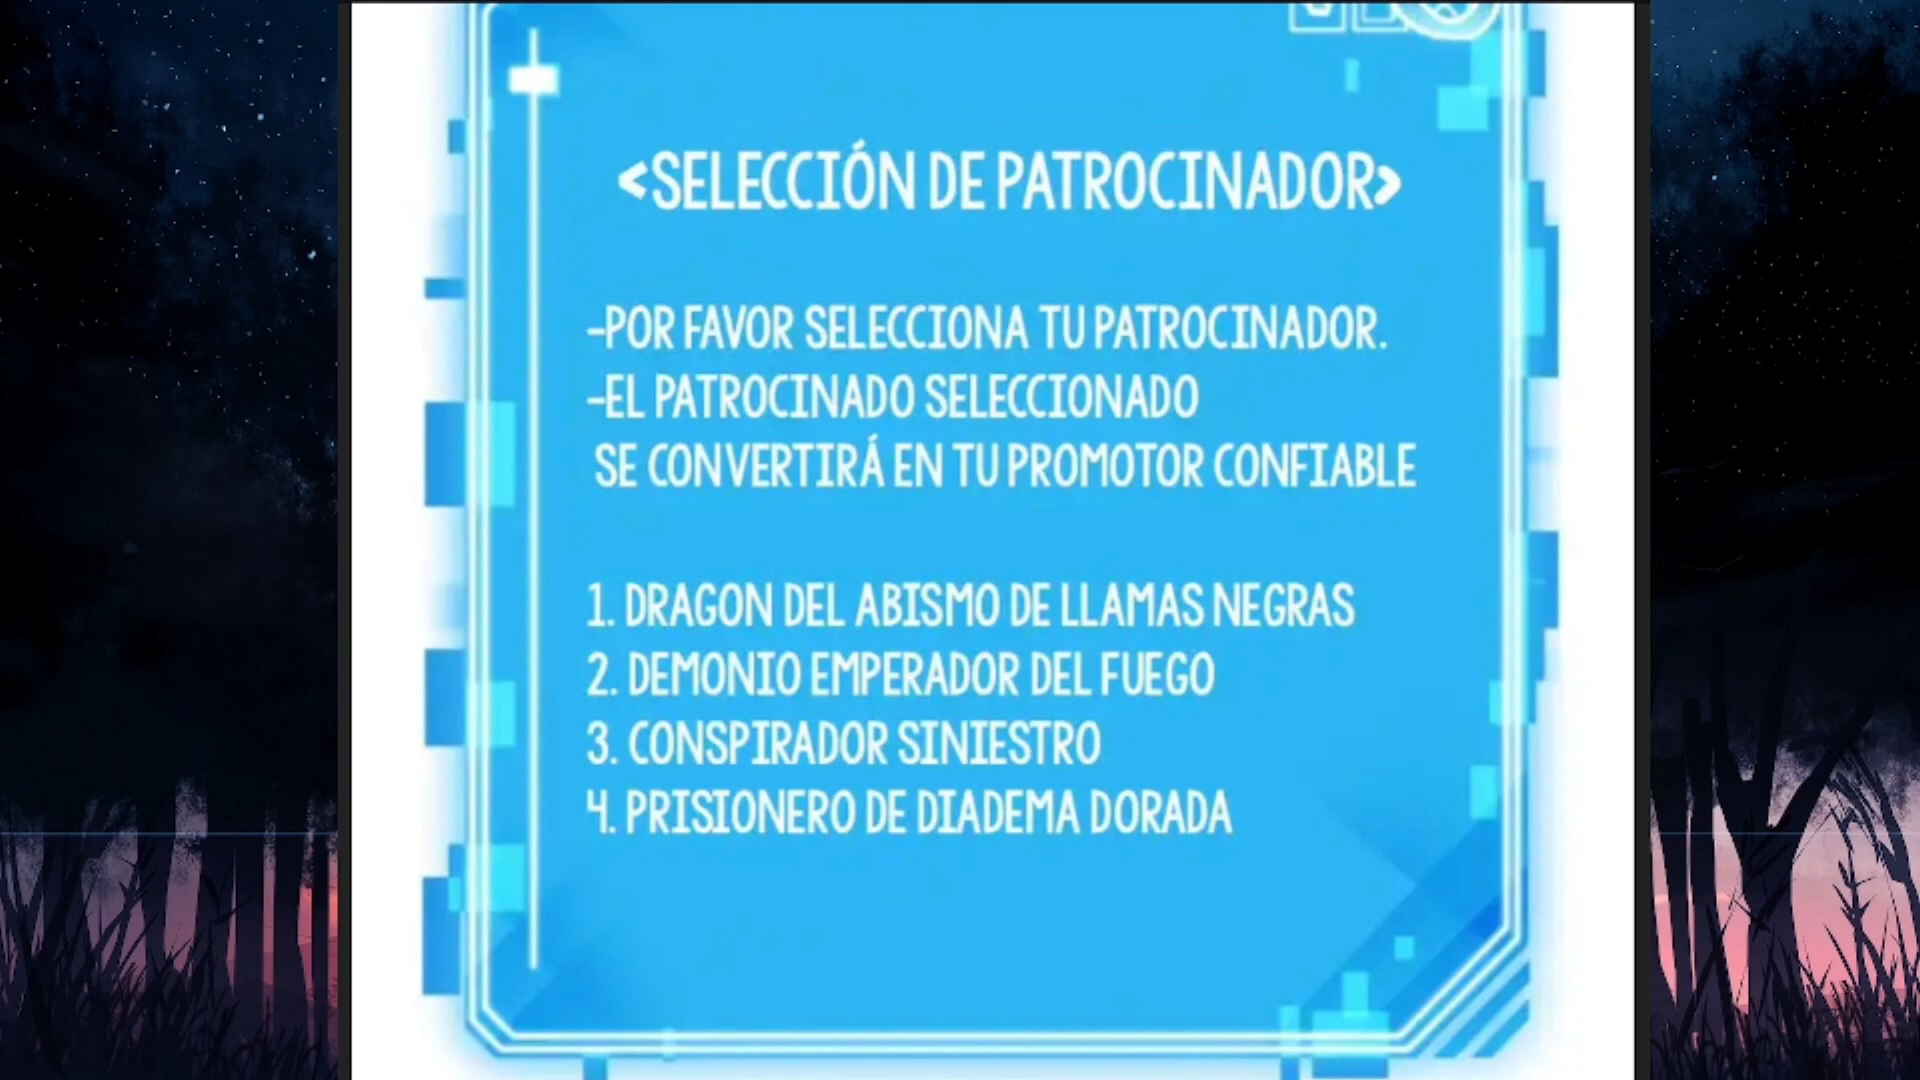 <SELECCIÓN DE PATROCINADOR>
-POR FAVOR SELECCIONA TU PATROCINADOR.
-EL PATROCINADO SELECCIONADO
SE CONVERTIRÁ EN TU PROMOTOR CONFIABLE
1. DRAGON DEL ABISMO DE LLAMAS NEGRAS
2. DEMONIO EMPERADOR DEL FUEGO
3. CONSPIRADOR SINIESTRO
4. PRISIONERO DE DIADEMA DORADA